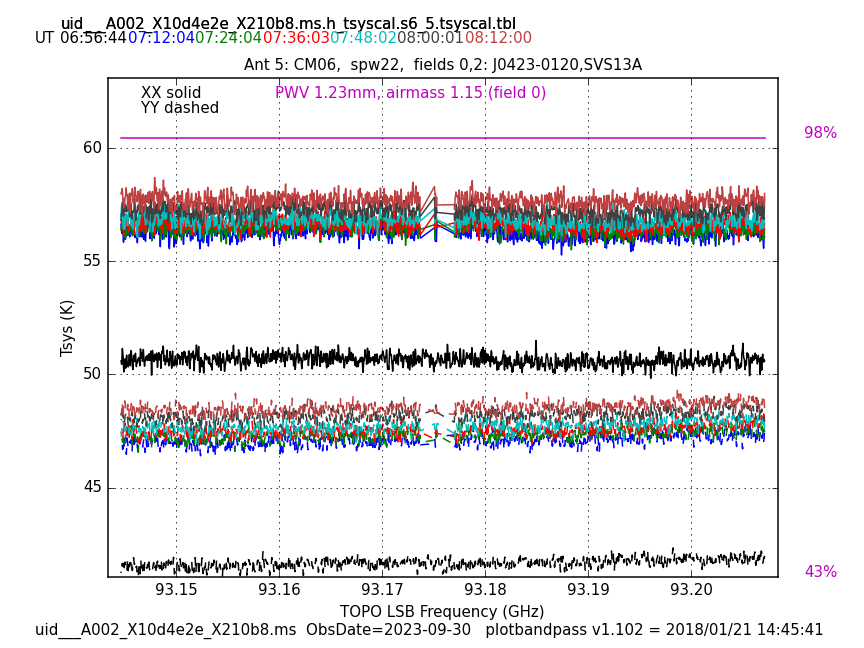 uid___A002_X10d4e2e_X210b8.ms.h_tsyscal.s6_5.tsyscal.tbl
UT 06:56:44 07:12:04 07:24:04 07:36:03 07:48:02 08:00:01 08:12:00
Ant 5: CM06,  spw22,  fields 0,2: J0423-0120,SVS13A
XX solid
PWV 1.23mm, airmass 1.15 (field 0)
YY dashed
98%
60
55
50
45
Tsys (K)
43%
93.15 93.16 93.17 93.18 93.19 93.20
TOPO LSB Frequency (GHz)
uid___A002_X10d4e2e_X210b8.ms  ObsDate=2023-09-30   plotbandpass v1.102 = 2018/01/21 14:45:41